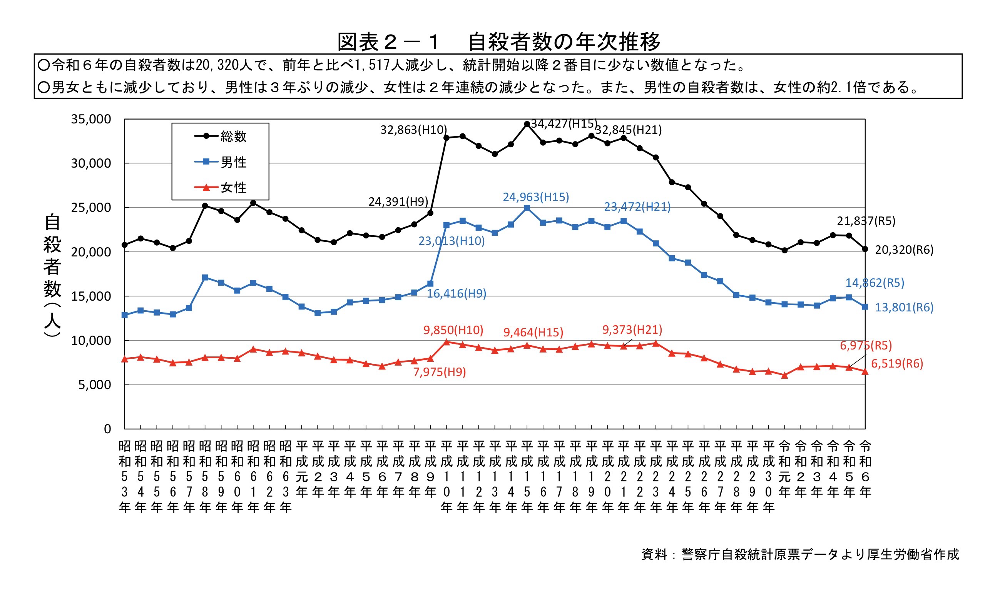 図表２－１　自殺者数の年次推移
○令和６年の自殺者数は20,320人で、前年と比べ1,517人減少し、統計開始以降２番目に少ない数値となった。
○男女ともに減少しており、男性は３年ぶりの減少、女性は２年連続の減少となった。また、男性の自殺者数は、女性の約2.1倍である。
自殺者数（人）
35,000
30,000
25,000
20,000
15,000
10,000
5,000
0
総数
男性
女性
24,391(H9)
32,863(H10)
34,427(H15)
32,845(H21)
21,837(R5)
20,320(R6)
16,416(H9)
23,013(H10)
24,963(H15)
23,472(H21)
14,862(R5)
13,801(R6)
7,975(H9)
9,850(H10)
9,464(H15)
9,373(H21)
6,975(R5)
6,519(R6)
昭和53年
昭和54年
昭和55年
昭和56年
昭和57年
昭和58年
昭和59年
昭和60年
昭和61年
昭和62年
昭和63年
平成元年
平成２年
平成３年
平成４年
平成５年
平成６年
平成７年
平成８年
平成９年
平成10年
平成11年
平成12年
平成13年
平成14年
平成15年
平成16年
平成17年
平成18年
平成19年
平成20年
平成21年
平成22年
平成23年
平成24年
平成25年
平成26年
平成27年
平成28年
平成29年
平成30年
令和元年
令和２年
令和３年
令和４年
令和５年
令和６年
資料：警察庁自殺統計原票データより厚生労働省作成